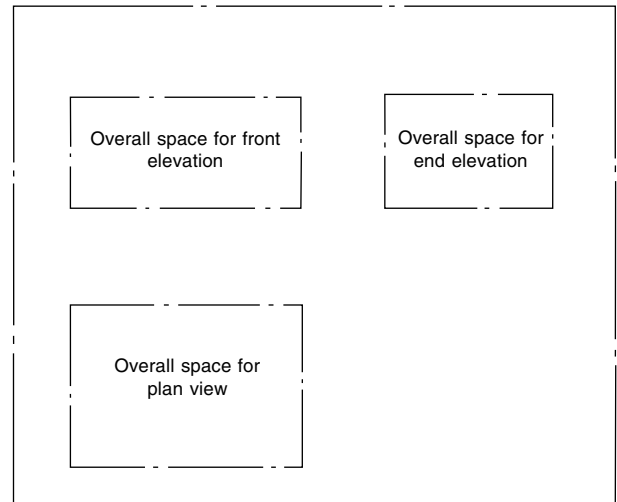 Overall space for front
elevation
Overall space for
end elevation
Overall space for
plan view